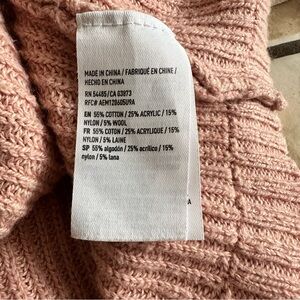 MADE IN CHINA / FABRIQUÉ EN CHINE /
HECHO EN CHINA
RN 54485/CA 03873
RFC# AEM120605U9A
EN 55% COTTON / 25% ACRYLIC / 15%
NYLON / 5% WOOL
FR 55% COTON / 25% ACRYLIQUE / 15%
NYLON / 5% LAINE
SP 55% algodón / 25% acrílico / 15%
nylon / 5% lana
A